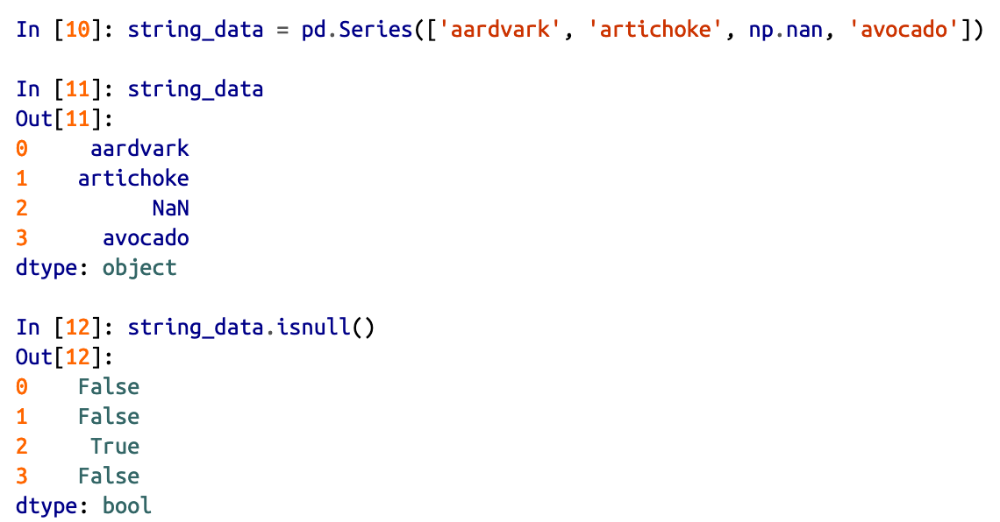 In [10]: string_data = pd.Series(['aardvark', 'artichoke', np.nan, 'avocado'])
In [11]: string_data
Out[11]:
0     aardvark
1    artichoke
2          NaN
3      avocado
dtype: object
In [12]: string_data.isnull()
Out[12]:
0    False
1    False
2     True
3    False
dtype: bool